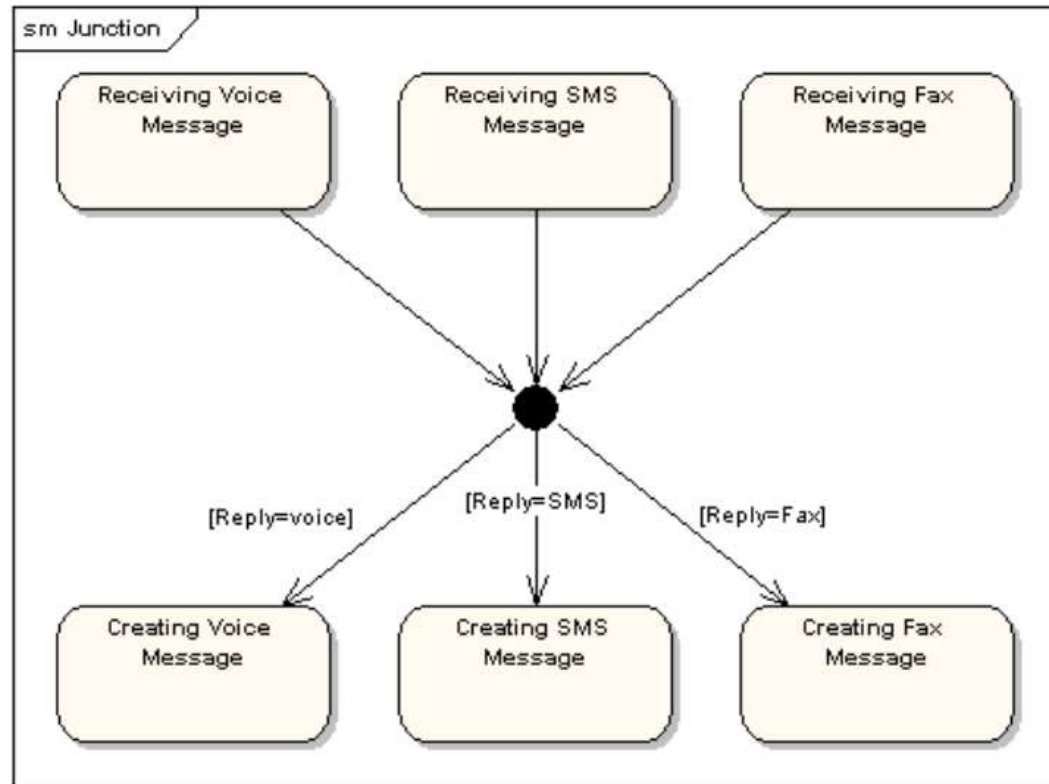 sm Junction
Receiving Voice
Message
Receiving SMS
Message
Receiving Fax
Message
[Reply=voice]
[Reply=SMS]
[Reply=Fax]
Creating Voice
Message
Creating SMS
Message
Creating Fax
Message